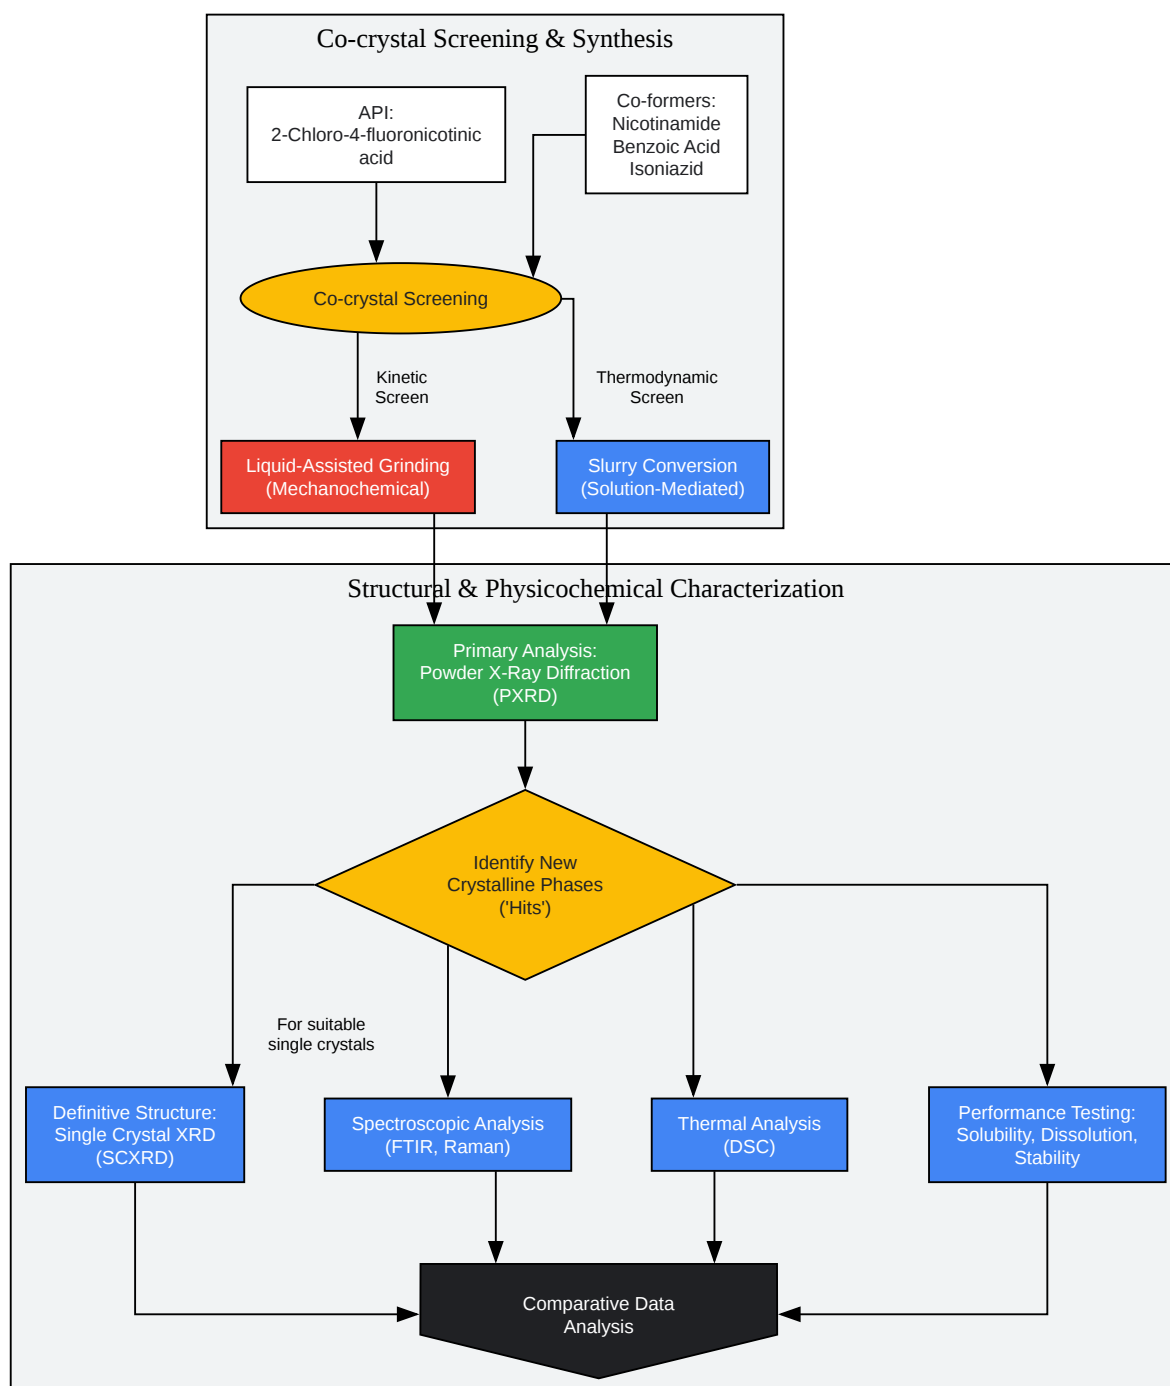 Co-crystal Screening & Synthesis
API:
2-Chloro-4-fluoronicotinic
acid
Co-formers:
Nicotinamide
Benzoic Acid
Isoniazid
Co-crystal Screening
Kinetic
Screen
Thermodynamic
Screen
Liquid-Assisted Grinding
(Mechanochemical)
Slurry Conversion
(Solution-Mediated)
Structural & Physicochemical Characterization
Primary Analysis:
Powder X-Ray Diffraction
(PXRD)
Identify New
Crystalline Phases
('Hits')
For suitable
single crystals
Definitive Structure:
Single Crystal XRD
(SCXRD)
Spectroscopic Analysis
(FTIR, Raman)
Thermal Analysis
(DSC)
Performance Testing:
Solubility, Dissolution,
Stability
Comparative Data
Analysis